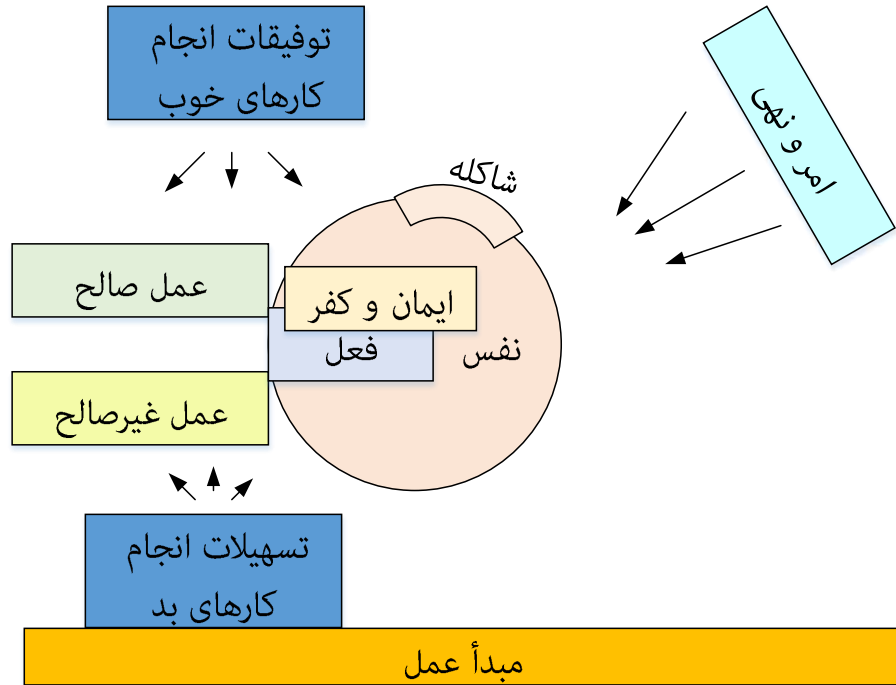 توفیقات انجام
کارهای خوب
امر و نهی
شاکله
عمل صالح
ایمان و کفر
فعل
نفس
عمل غیرصالح
تسهیلات انجام
کارهای بد
مبدأ عمل